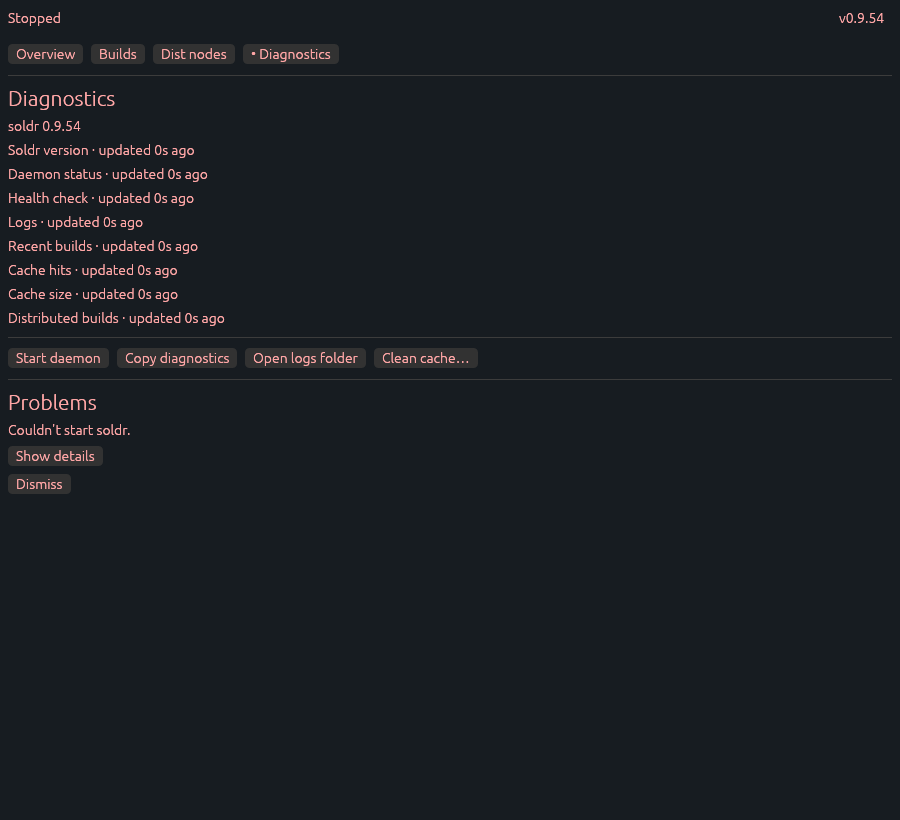 Stopped v0.9.54
Overview Builds Dist nodes • Diagnostics
Diagnostics
soldr 0.9.54
Soldr version · updated 0s ago
Daemon status · updated 0s ago
Health check · updated 0s ago
Logs · updated 0s ago
Recent builds · updated 0s ago
Cache hits · updated 0s ago
Cache size · updated 0s ago
Distributed builds · updated 0s ago
Start daemon Copy diagnostics Open logs folder Clean cache…
Problems
Couldn't start soldr.
Show details
Dismiss